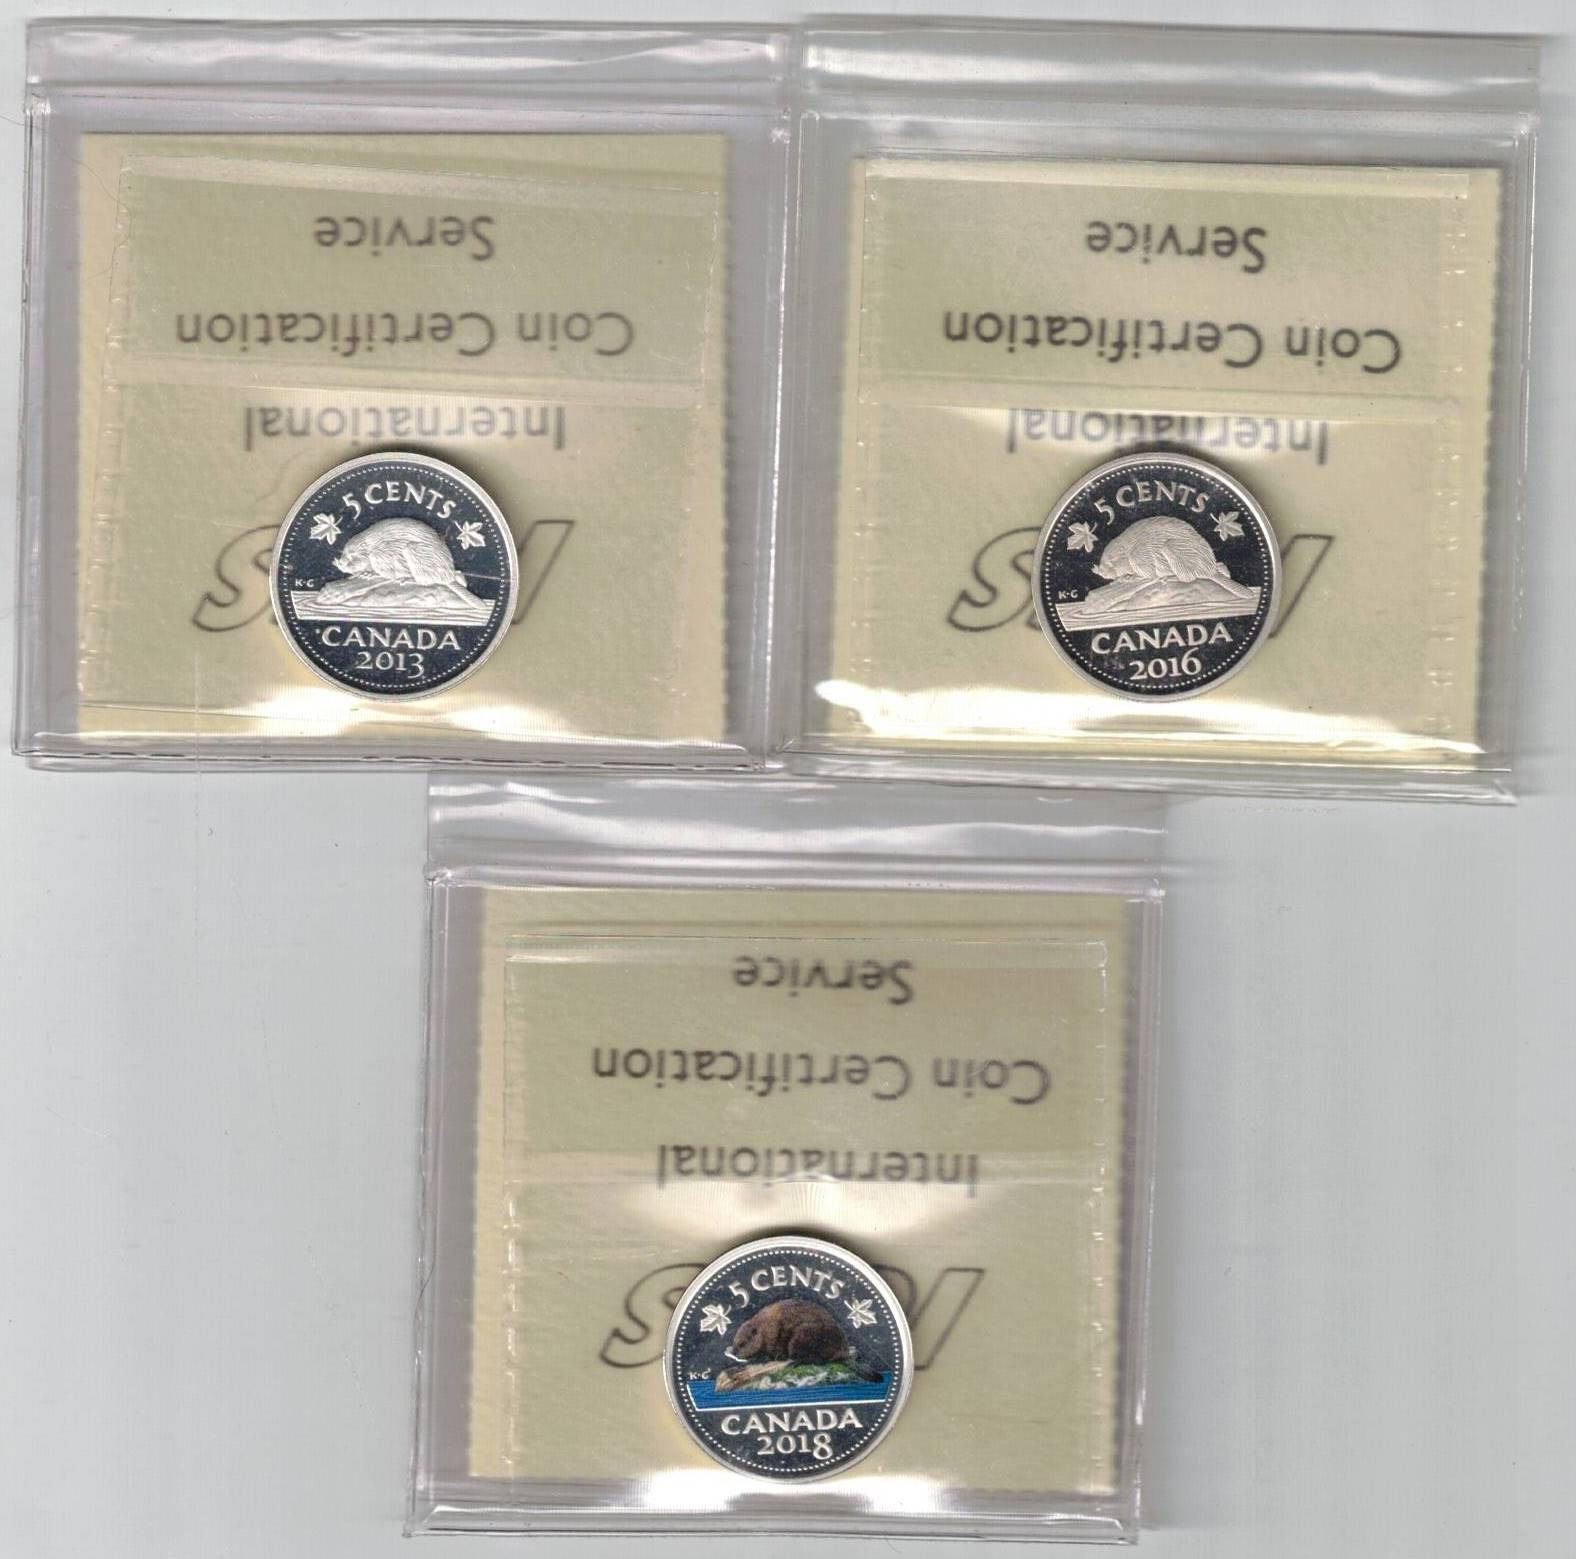 Service
Coin Certification
International
5 CENTS
K·G
CANADA
2013
Service
Coin Certification
International
5 CENTS
K·G
CANADA
2016
Service
Coin Certification
International
5 CENTS
K·G
CANADA
2018